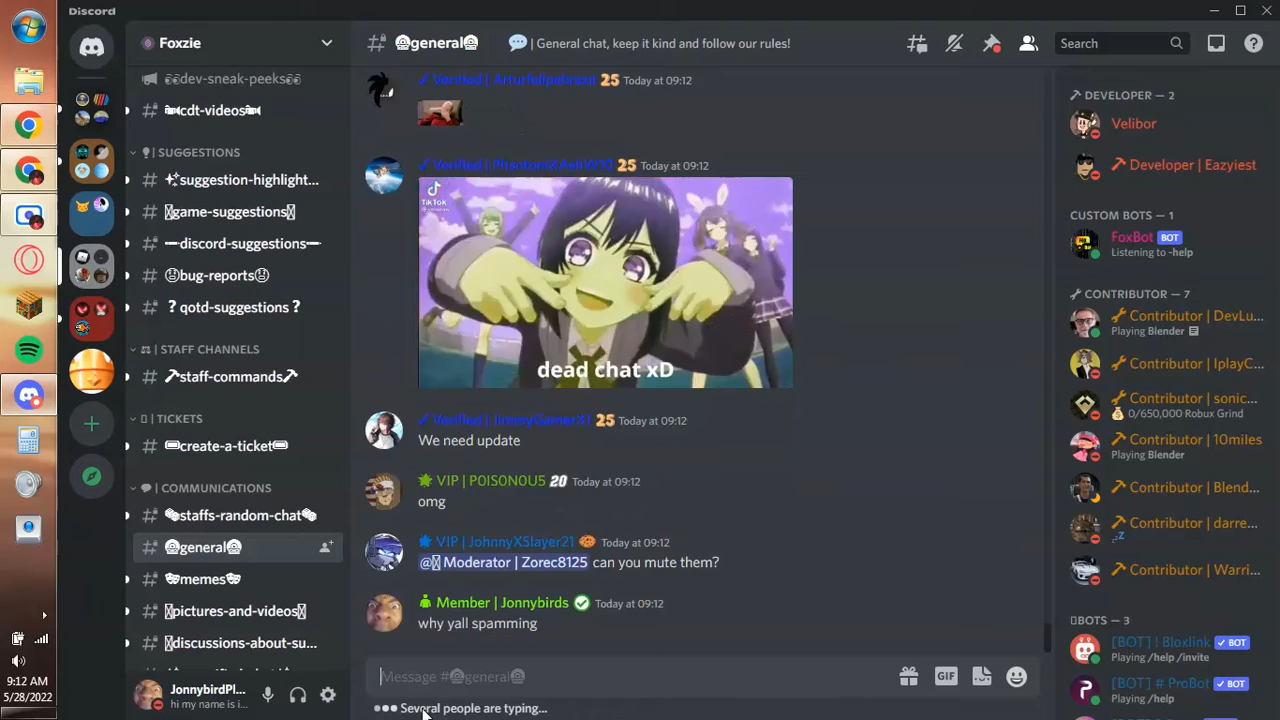 Discord
Foxzie
dev-sneak-peeks
cdt-videos
SUGGESTIONS
suggestion-highlight...
game-suggestions
discord-suggestions
bug-reports
? qotd-suggestions ?
STAFF CHANNELS
staff-commands
TICKETS
create-a-ticket
COMMUNICATIONS
staffs-random-chat
general
memes
pictures-and-videos
discussions-about-su...
JonnybirdPl...
hi my name is i...
9:12 AM
5/28/2022
general
| General chat, keep it kind and follow our rules!
Search
Verified | 25 Today at 09:12
Verified | 25 Today at 09:12
TikTok
dead chat xD
Verified | JimmyGamerX1 25 Today at 09:12
We need update
VIP | P0IS0N0U5 20 Today at 09:12
omg
VIP | JohnnyXSlayer21 Today at 09:12
@ Moderator | Zorec8125 can you mute them?
Member | Jonnybirds Today at 09:12
why yall spamming
Message # general
GIF
Several people are typing...
DEVELOPER — 2
Velibor
Developer | Eazyiest
CUSTOM BOTS — 1
FoxBot BOT
Listening to -help
CONTRIBUTOR — 7
Contributor | DevLu...
Playing Blender
Contributor | IplayC...
Contributor | sonic...
0/650,000 Robux Grind
Contributor | 10miles
Playing Blender
Contributor | Blend...
Contributor | darre...
Contributor | Warri...
BOTS — 3
[BOT] ! Bloxlink BOT
Playing /help /invite
[BOT] # ProBot BOT
Playing /help